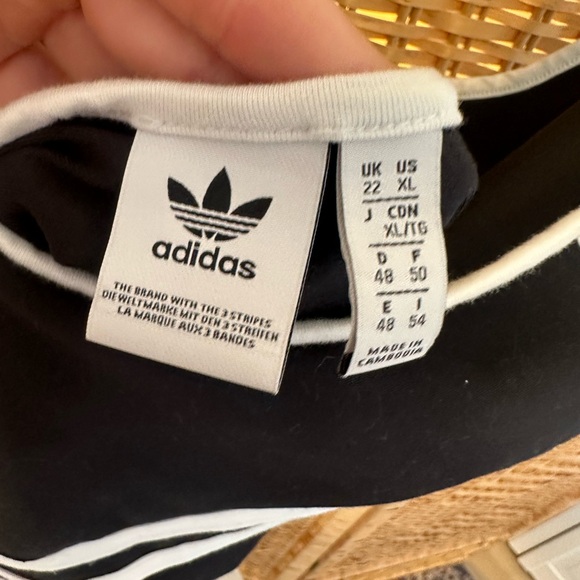 adidas
THE BRAND WITH THE 3 STRIPES
DIE WELTMARKE MIT DEN 3 STREIFEN
LA MARQUE AUX 3 BANDES
UK US
22 XL
J CDN
XL/TG
D F
48 50
E I
48 54
MADE IN
CAMBODIA